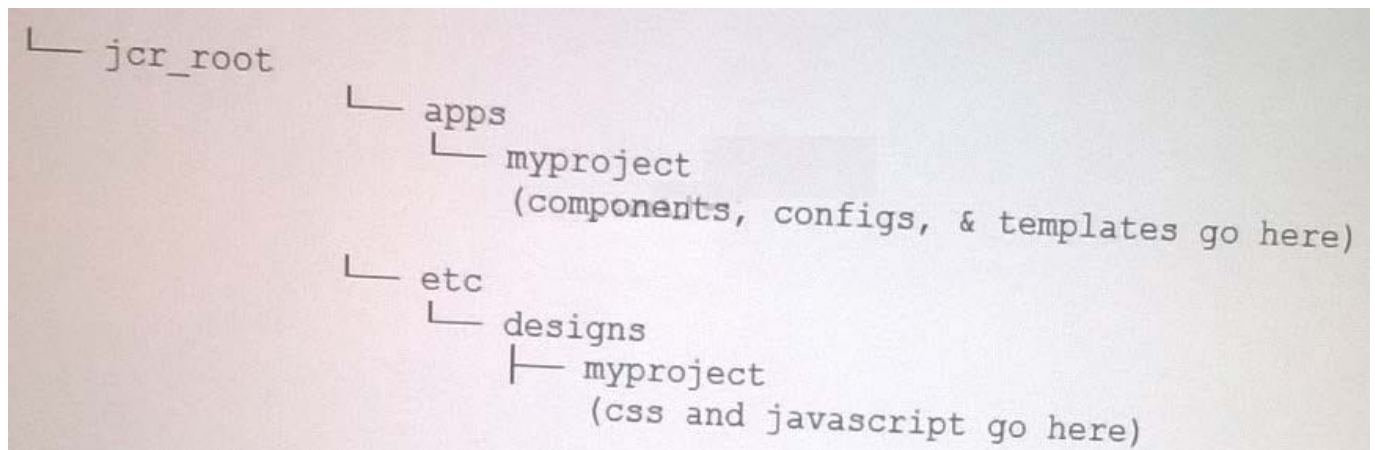 jcr_root
apps
myproject
(components, configs, & templates go here)
etc
designs
myproject
(css and javascript go here)